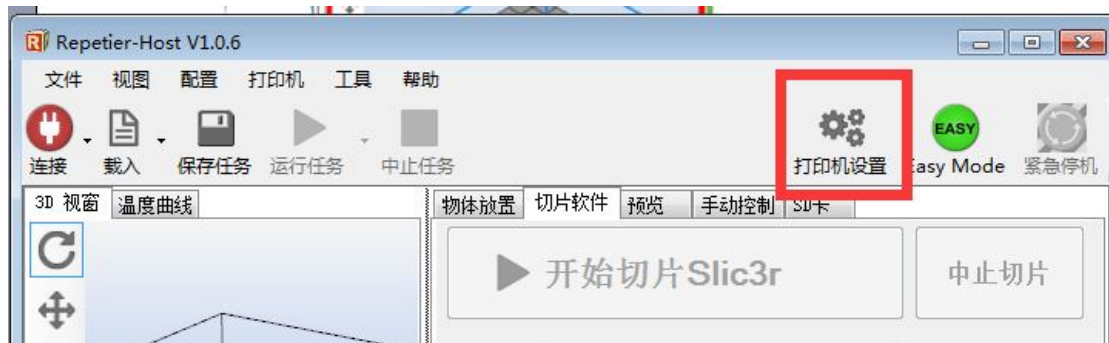 Repetier-Host V1.0.6
文件 视图 配置 打印机 工具 帮助
EASY
连接 载入 保存任务 运行任务 中止任务 打印机设置 Easy Mode 紧急停机
3D 视窗 温度曲线 物体放置 切片软件 预览 手动控制 SD卡
开始切片Slic3r 中止切片